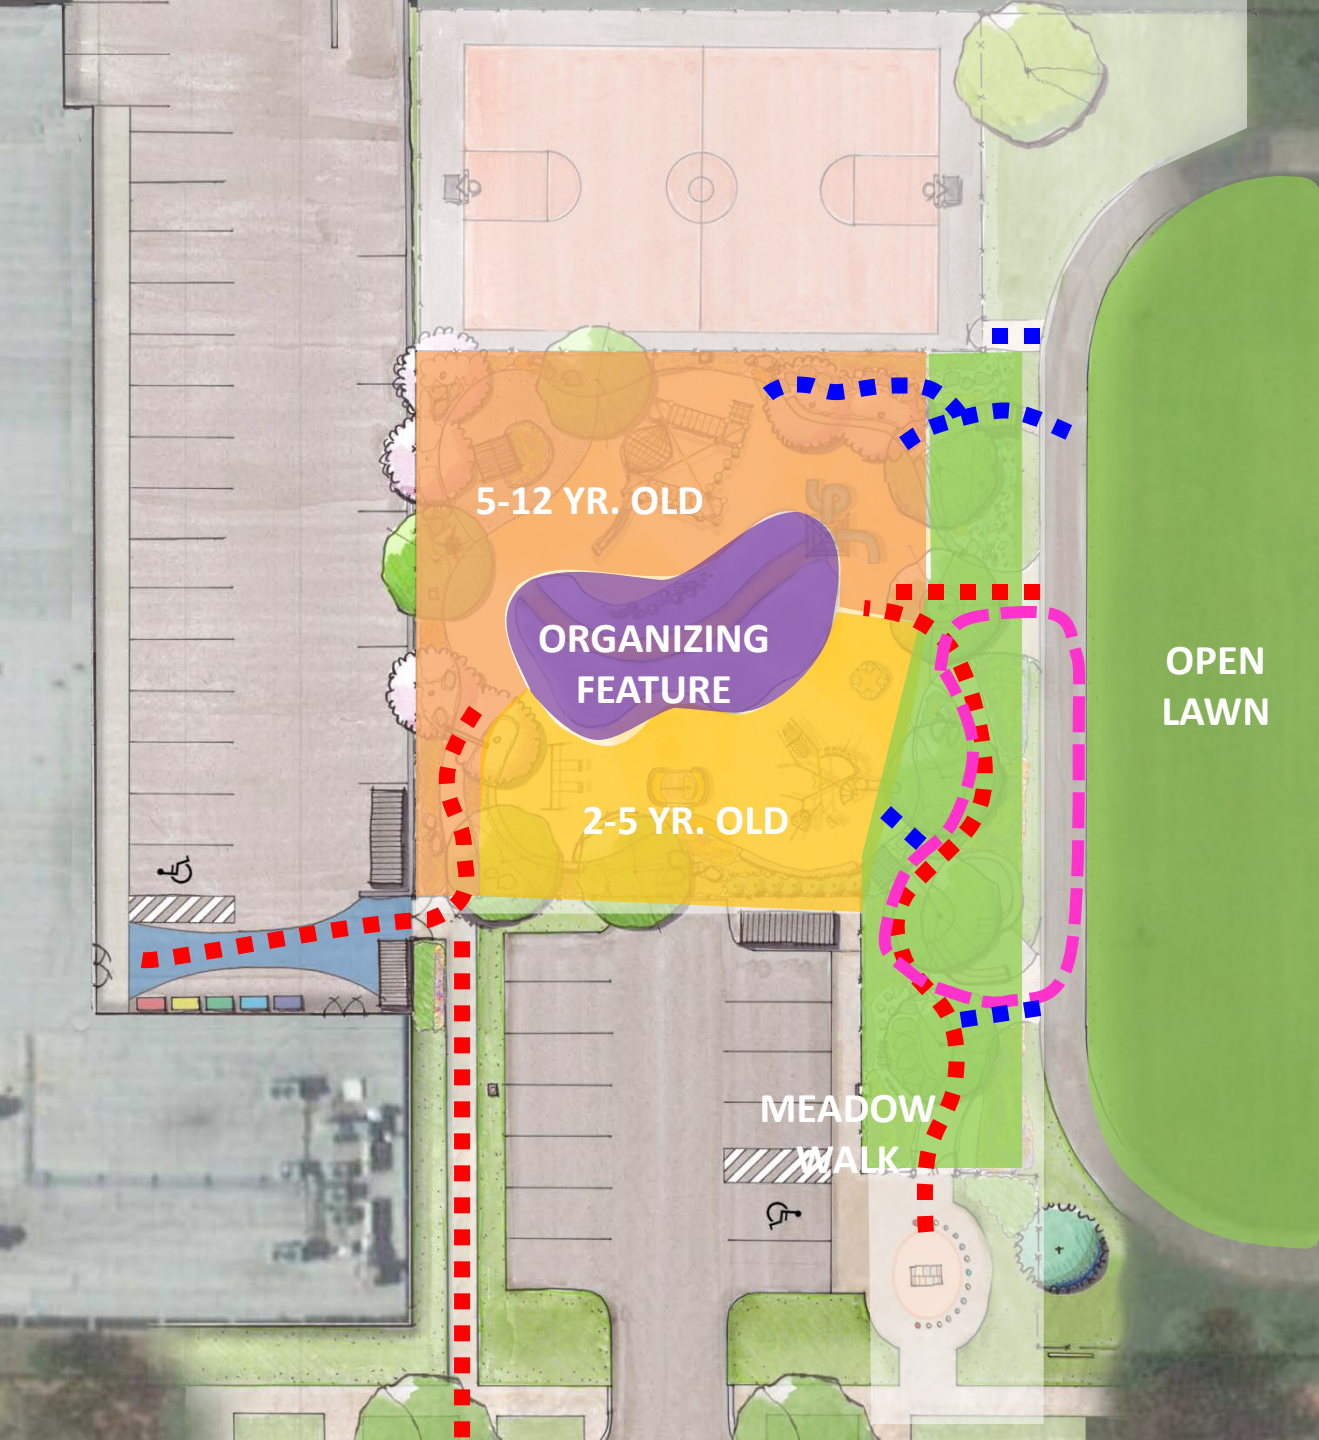 5-12 YR. OLD
ORGANIZING
FEATURE
OPEN
LAWN
2-5 YR. OLD
MEADOW
WALK